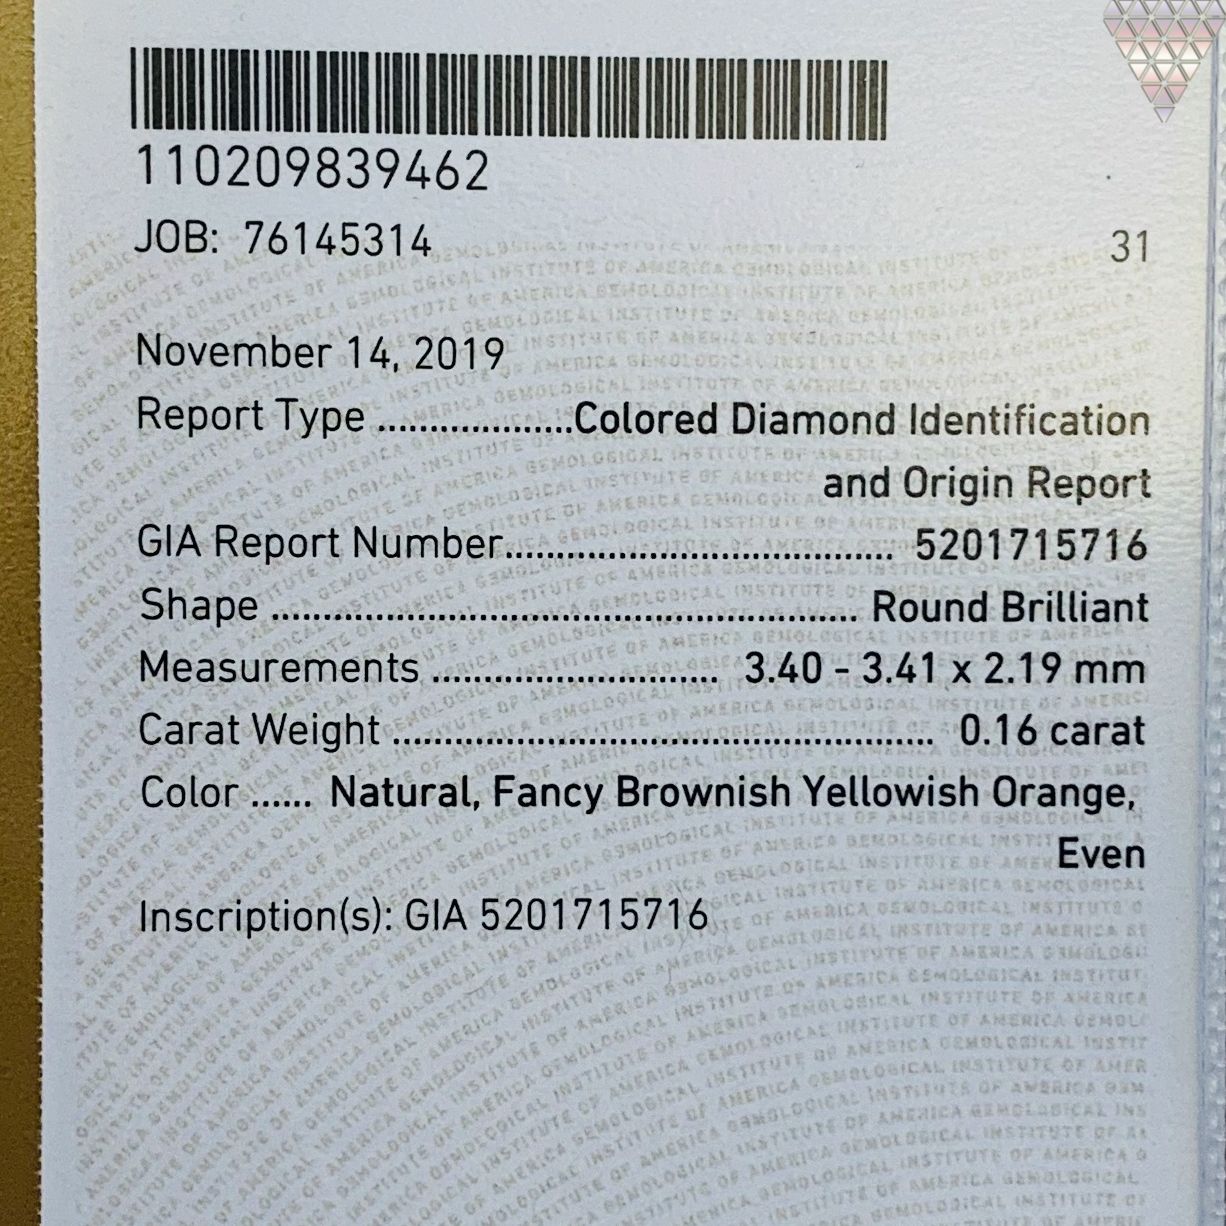 110209839462
JOB: 76145314
31
November 14, 2019
Report Type ...................Colored Diamond Identification
and Origin Report
GIA Report Number...................................... 5201715716
Shape ......................................................... Round Brilliant
Measurements ............................ 3.40 - 3.41 x 2.19 mm
Carat Weight ..................................................... 0.16 carat
Color ...... Natural, Fancy Brownish Yellowish Orange,
Even
Inscription(s): GIA 5201715716